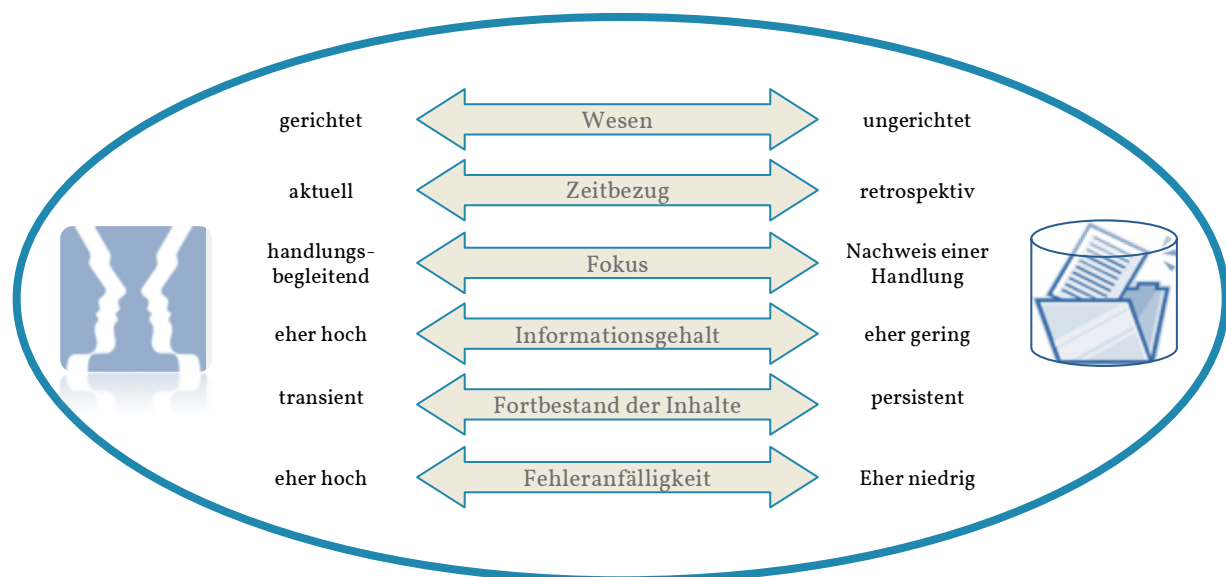 gerichtet Wesen ungerichtet
aktuell Zeitbezug retrospektiv
handlungs-
begleitend Fokus Nachweis einer
Handlung
eher hoch Informationsgehalt eher gering
transient Fortbestand der Inhalte persistent
eher hoch Fehleranfälligkeit Eher niedrig